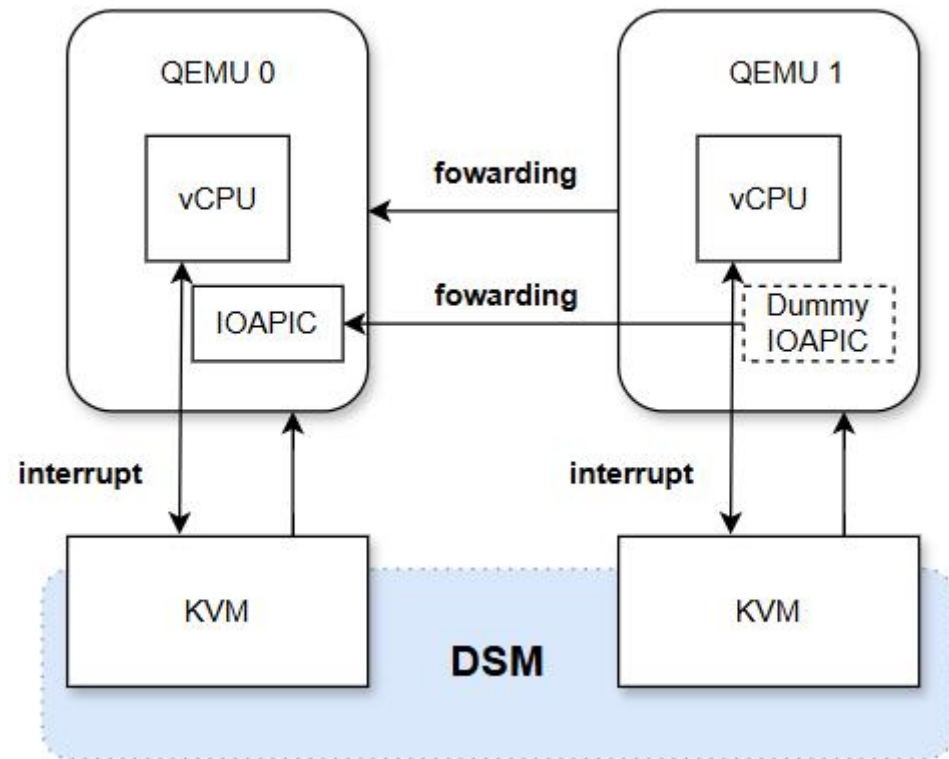 QEMU 0
QEMU 1
vCPU
fowarding
vCPU
IOAPIC
fowarding
Dummy
IOAPIC
interrupt
interrupt
KVM
KVM
DSM